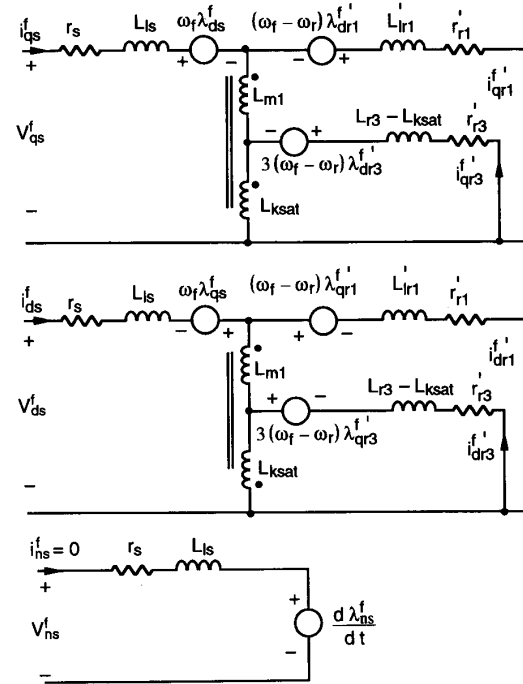 i^f_qs r_s L_ls ω_f λ^f_ds (ω_f − ω_r) λ^f'_dr1 L'_lr1 r'_r1
+ + − − + i^f'_qr1
L_m1
V^f_qs − + L_r3 − L_ksat r'_r3
3 (ω_f − ω_r) λ^f'_dr3 i^f'_qr3
− L_ksat
i^f_ds r_s L_ls ω_f λ^f_qs (ω_f − ω_r) λ^f'_qr1 L'_lr1 r'_r1
+ − + + − i^f'_dr1
L_m1
V^f_ds + − L_r3 − L_ksat r'_r3
3 (ω_f − ω_r) λ^f'_qr3 i^f'_dr3
− L_ksat
i^f_ns = 0 r_s L_ls
+ +
V^f_ns d λ^f_ns / d t
− −